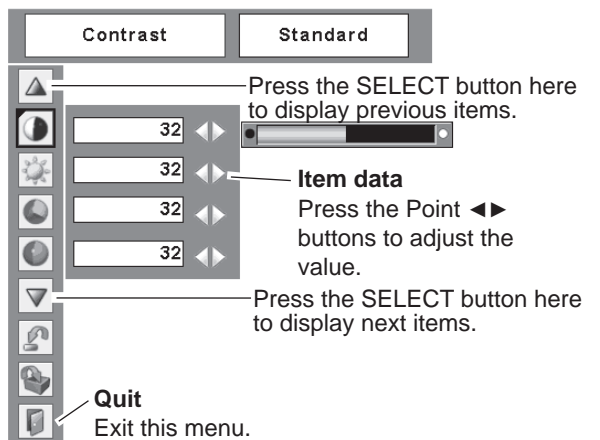 Contrast Standard
Press the SELECT button here
to display previous items.
32
32
Item data
32
Press the Point ◄►
buttons to adjust the
value.
32
Press the SELECT button here
to display next items.
Quit
Exit this menu.